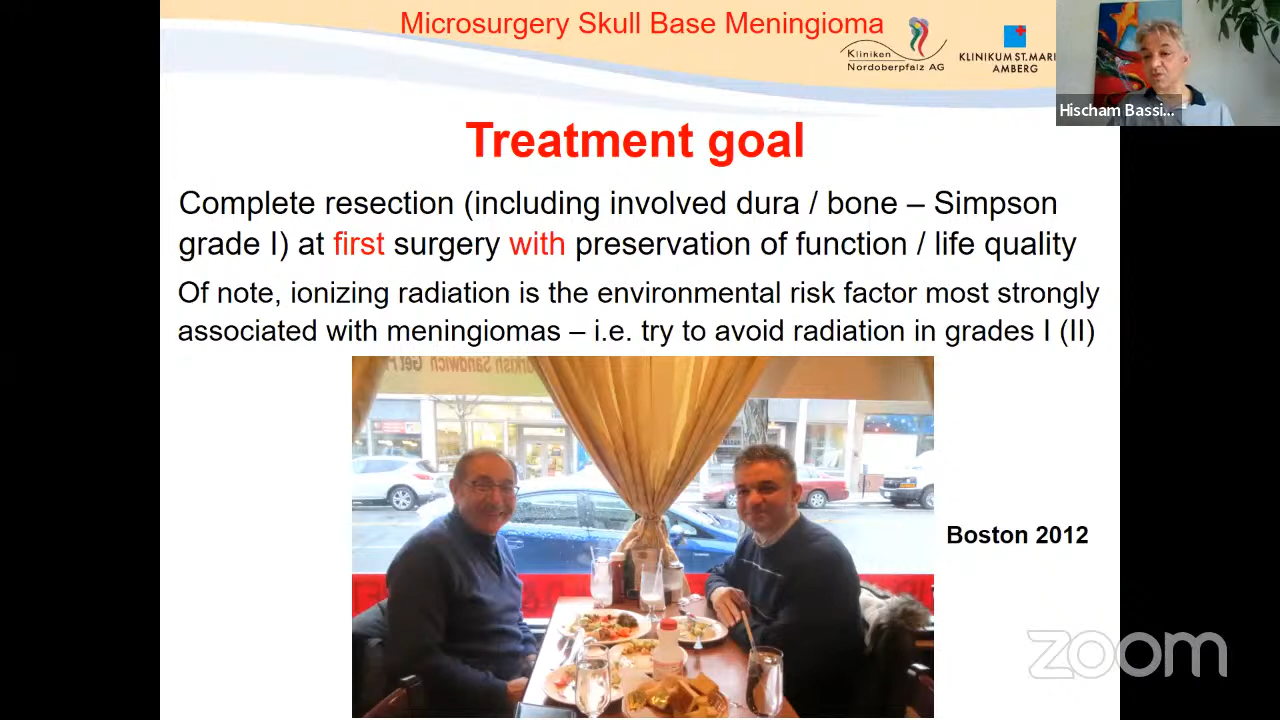 Microsurgery Skull Base Meningioma
Kliniken
Nordoberpfalz AG
KLINIKUM ST.MARI
AMBERG
Hischam Bassi...
Treatment goal
Complete resection (including involved dura / bone – Simpson
grade I) at first surgery with preservation of function / life quality
Of note, ionizing radiation is the environmental risk factor most strongly
associated with meningiomas – i.e. try to avoid radiation in grades I (II)
Sandwich
Boston 2012
zoom